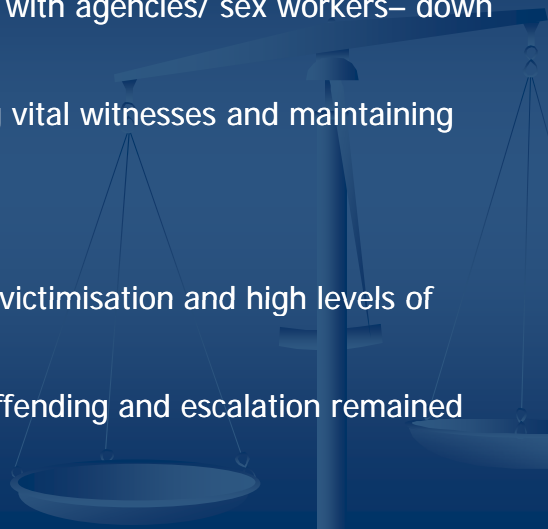 with agencies/ sex workers– down
vital witnesses and maintaining
victimisation and high levels of
ffending and escalation remained